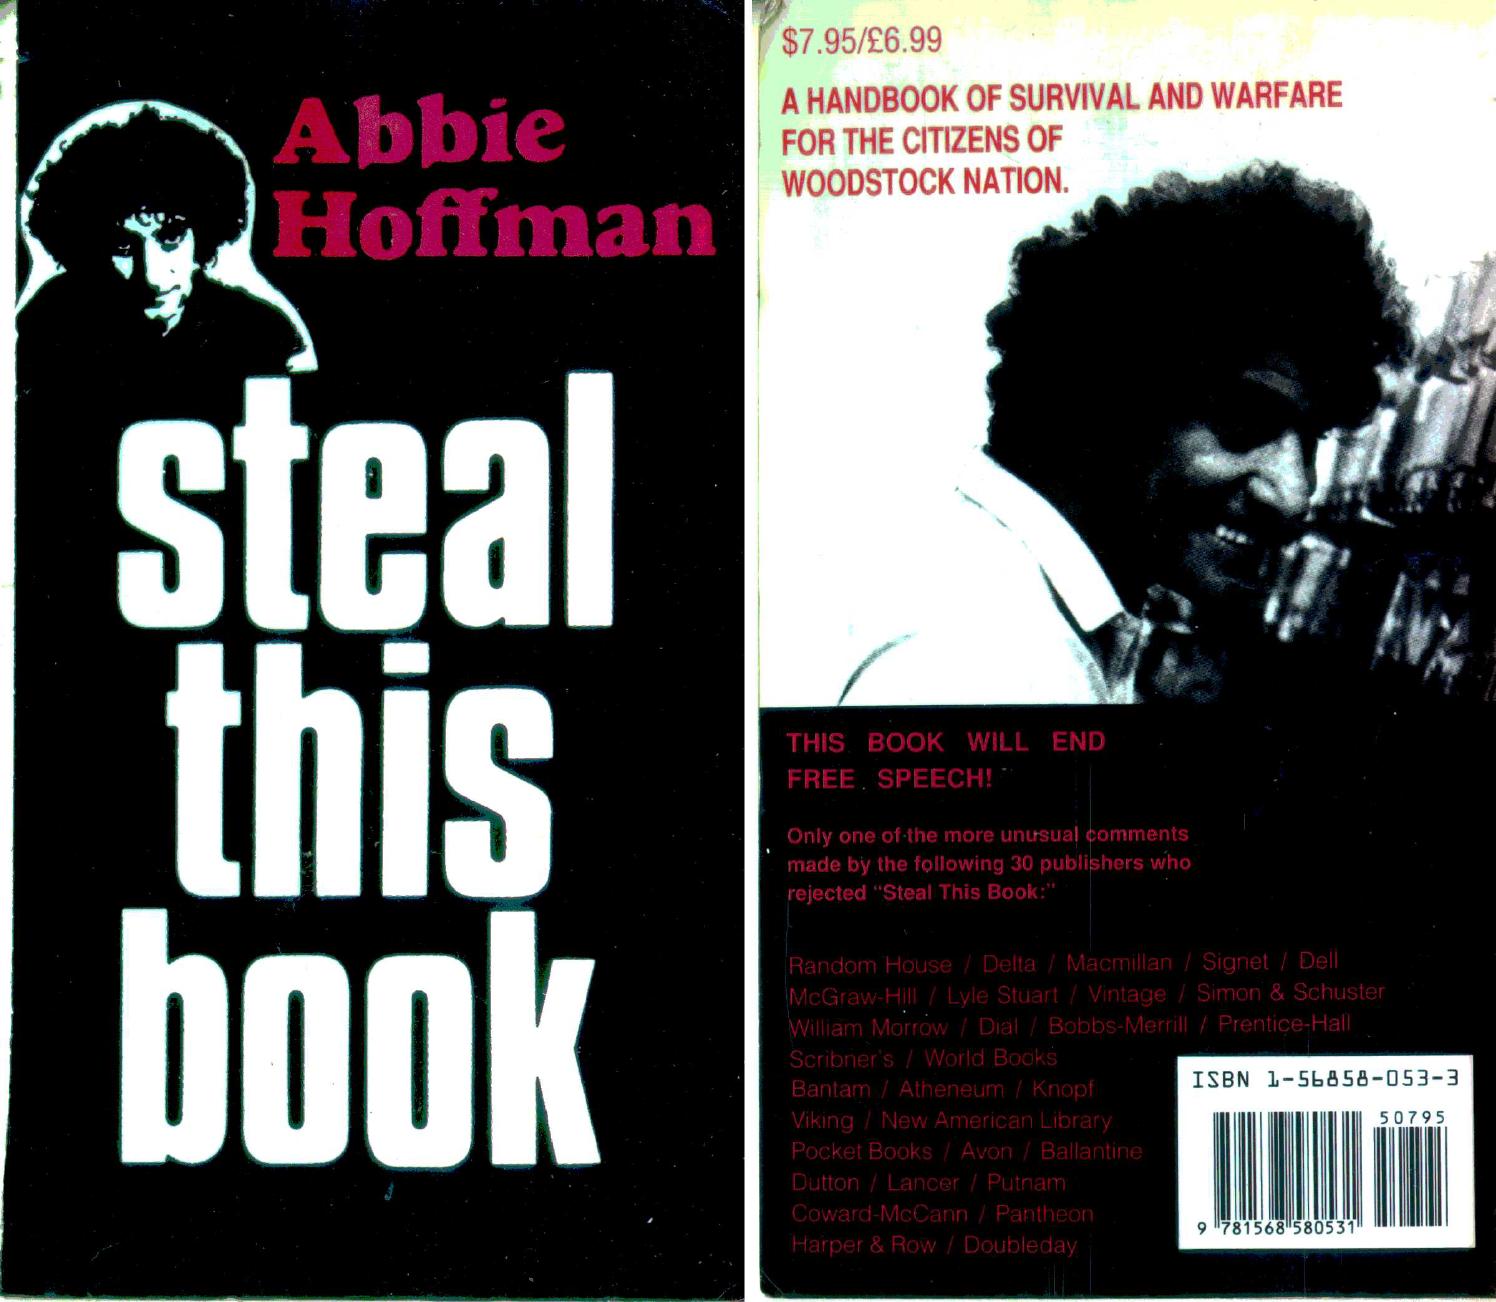 Abbie
Hoffman
steal
this
book
$7.95/£6.99
A HANDBOOK OF SURVIVAL AND WARFARE
FOR THE CITIZENS OF
WOODSTOCK NATION.
THIS BOOK WILL END
FREE SPEECH!
Only one of the more unusual comments
made by the following 30 publishers who
rejected "Steal This Book:"
Random House / Delta / Macmillan / Signet / Dell
McGraw-Hill / Lyle Stuart / Vintage / Simon & Schuster
William Morrow / Dial / Bobbs-Merrill / Prentice-Hall
Scribner's / World Books
Bantam / Atheneum / Knopf
Viking / New American Library
Pocket Books / Avon / Ballantine
Dutton / Lancer / Putnam
Coward-McCann / Pantheon
Harper & Row / Doubleday
ISBN 1-56858-053-3
50795
9 781568 580531